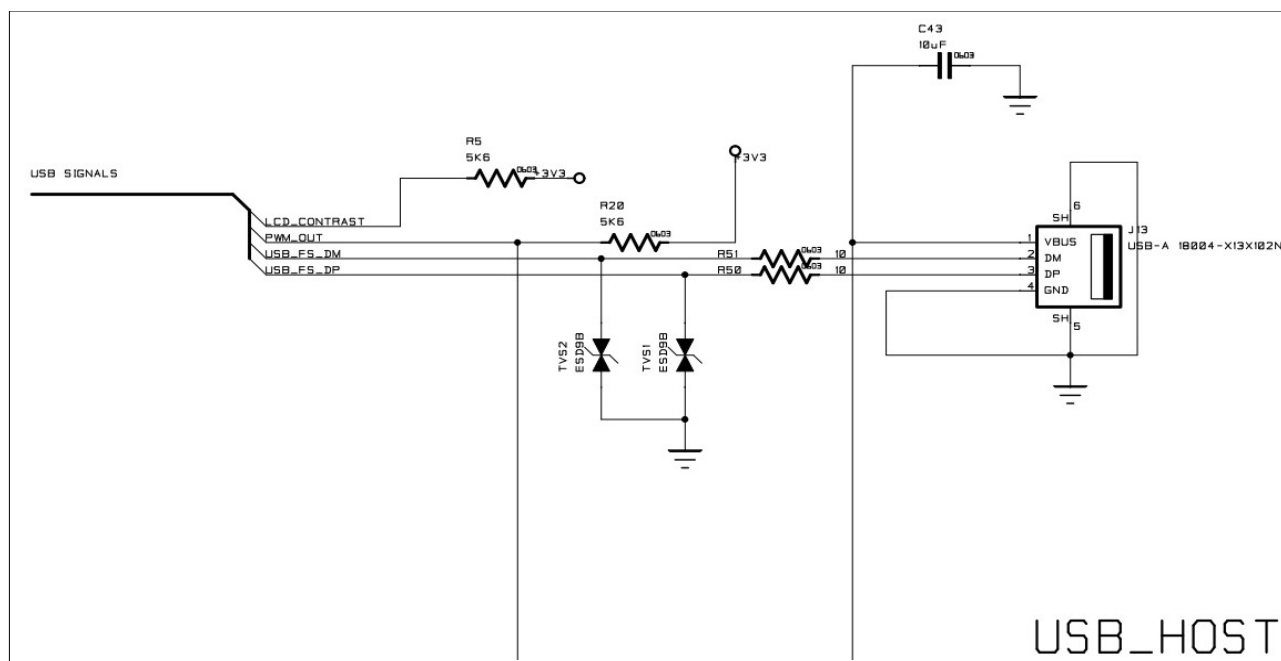 C43
10uF
0603
R5
5K6
0603
+3V3
+3V3
USB SIGNALS
R20
5K6
0603
LCD_CONTRAST
PWM_OUT
USB_FS_DM
USB_FS_DP
R51
0603
10
R50
0603
10
6
SH
J13
USB-A 18004-X13X102N
1
VBUS
2
DM
3
DP
4
GND
SH
5
TVS2
ESD9B
TVS1
ESD9B
USB_HOST